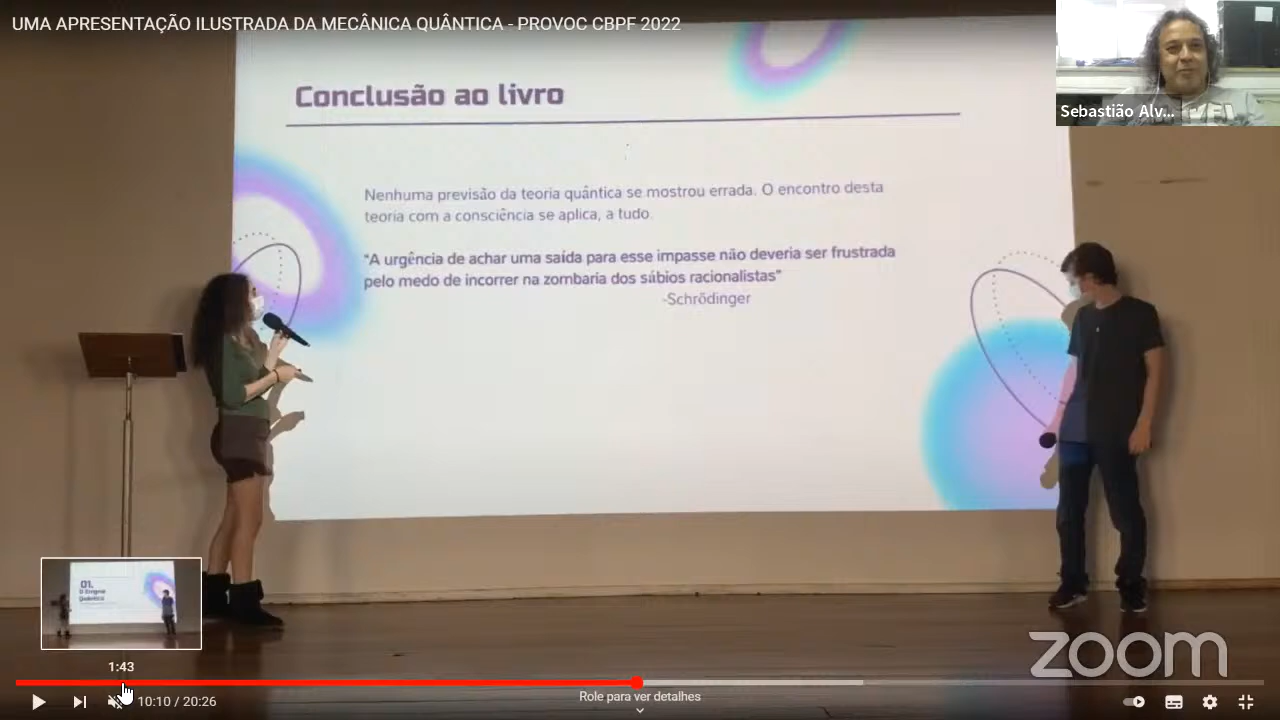 UMA APRESENTAÇÃO ILUSTRADA DA MECÂNICA QUÂNTICA - PROVOC CBPF 2022
Sebastião Alv...
Conclusão ao livro
Nenhuma previsão da teoria quântica se mostrou errada. O encontro desta
teoria com a consciência se aplica, a tudo.
"A urgência de achar uma saída para esse impasse não deveria ser frustrada
pelo medo de incorrer na zombaria dos sábios racionalistas"
-Schrödinger
01.
O Enigma
Quântico
1:43
zoom
10:10 / 20:26
Role para ver detalhes